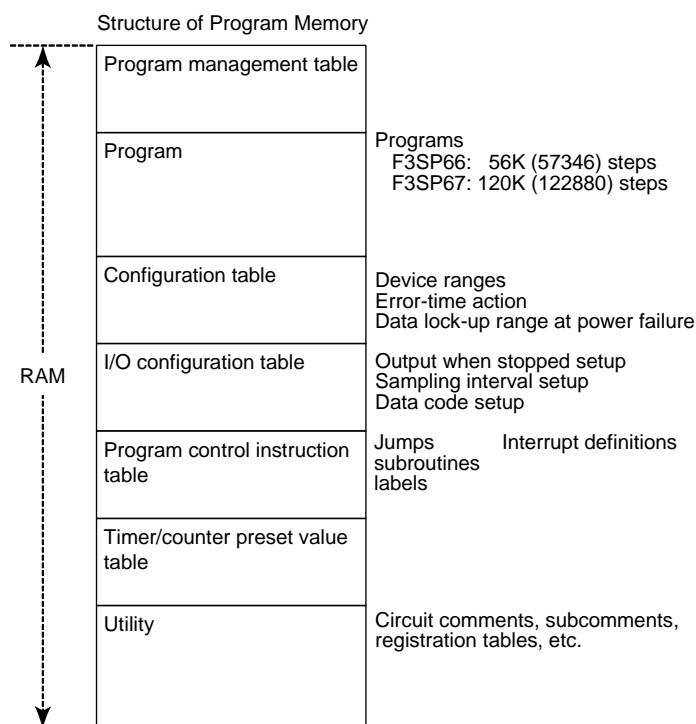 Structure of Program Memory
Program management table
Program
Programs
F3SP66: 56K (57346) steps
F3SP67: 120K (122880) steps
Configuration table
Device ranges
Error-time action
Data lock-up range at power failure
RAM
I/O configuration table
Output when stopped setup
Sampling interval setup
Data code setup
Program control instruction
table
Jumps Interrupt definitions
subroutines
labels
Timer/counter preset value
table
Utility
Circuit comments, subcomments,
registration tables, etc.